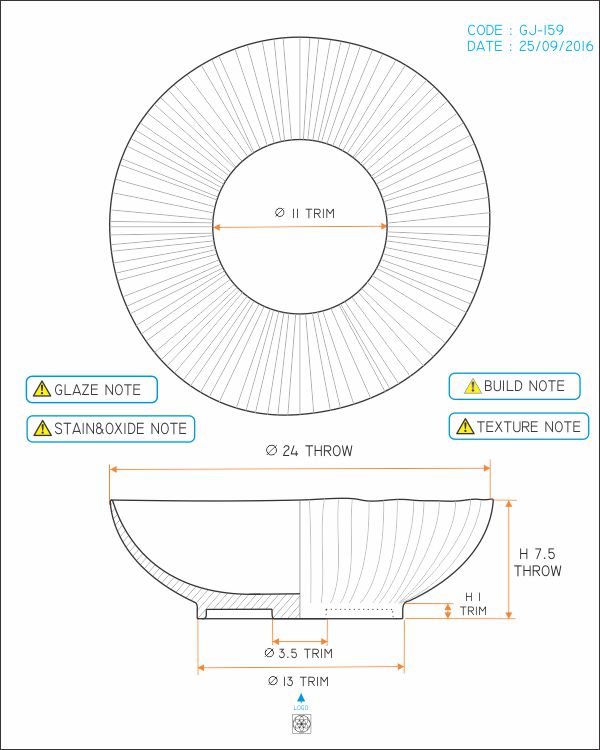 CODE : GJ-159
DATE : 25/09/2016
Ø 11 TRIM
GLAZE NOTE
BUILD NOTE
STAIN&OXIDE NOTE
TEXTURE NOTE
Ø 24 THROW
H 7.5
THROW
H 1
TRIM
Ø 3.5 TRIM
Ø 13 TRIM
LOGO